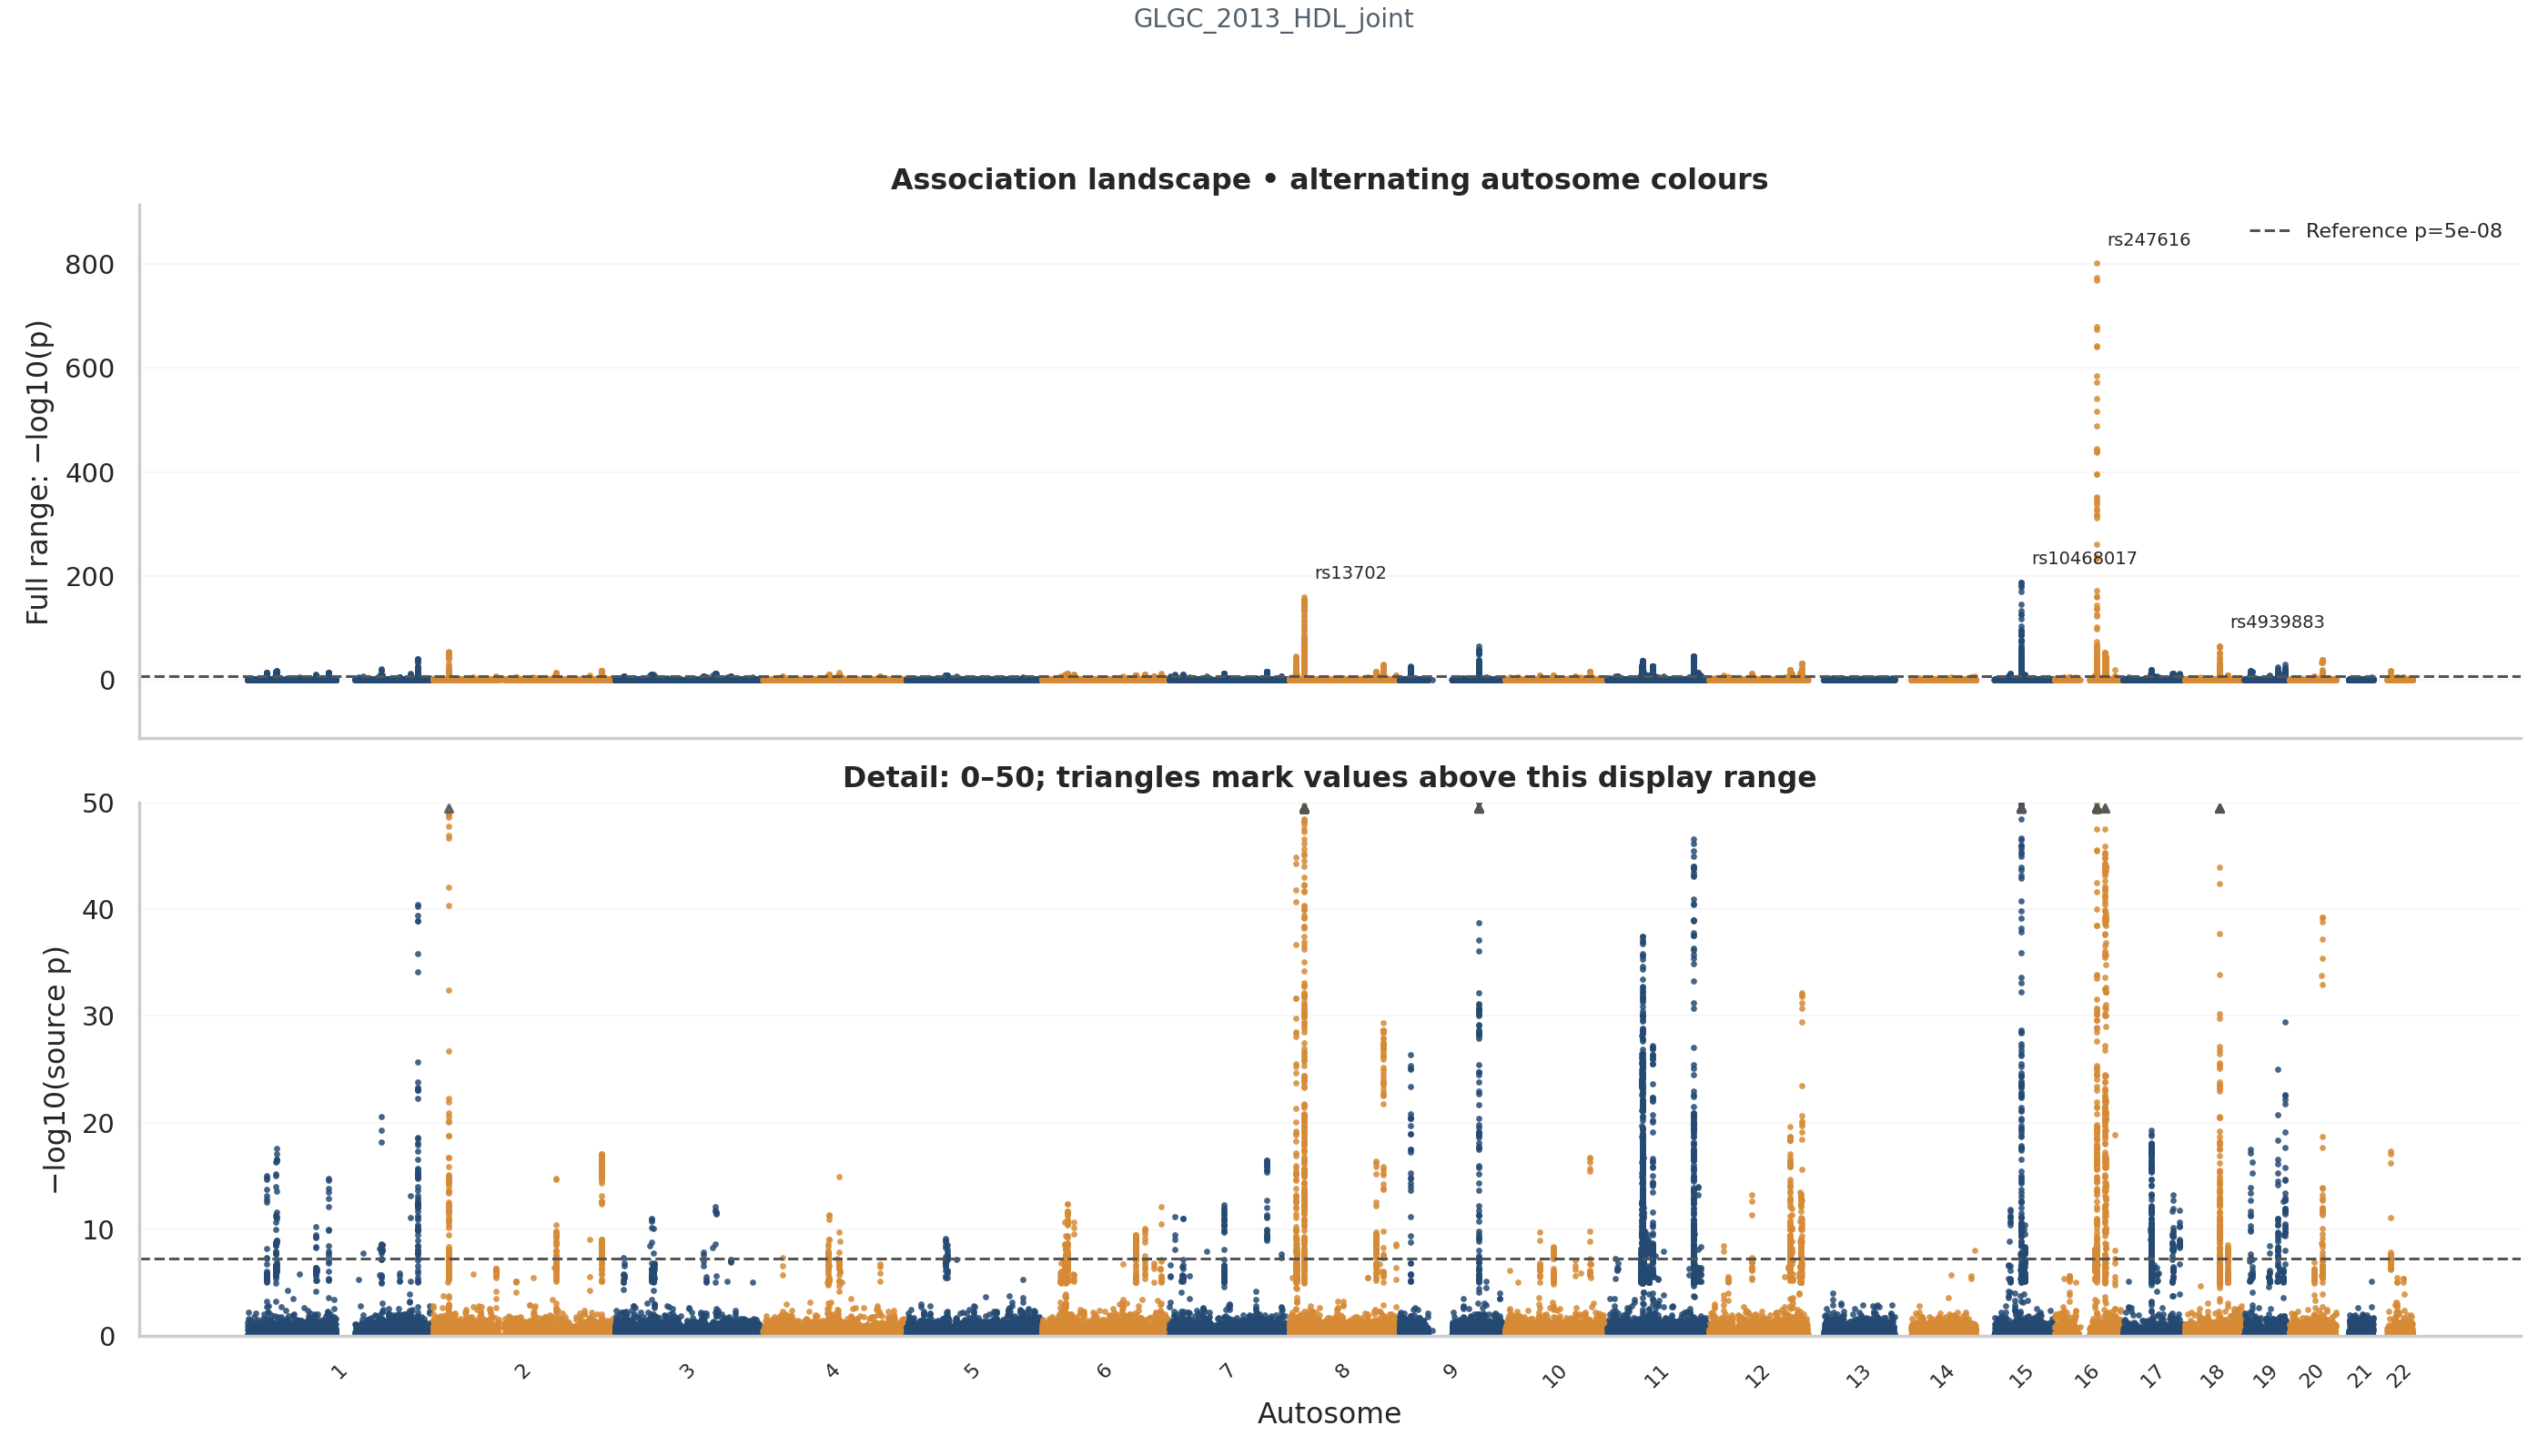 GLGC_2013_HDL_joint
Association landscape • alternating autosome colours
Full range: −log10(p)
800
600
400
200
0
rs247616
Reference p=5e-08
rs13702
rs10468017
rs4939883
Detail: 0–50; triangles mark values above this display range
−log10(source p)
50
40
30
20
10
0
1 2 3 4 5 6 7 8 9 10 11 12 13 14 15 16 17 18 19 20 21 22
Autosome